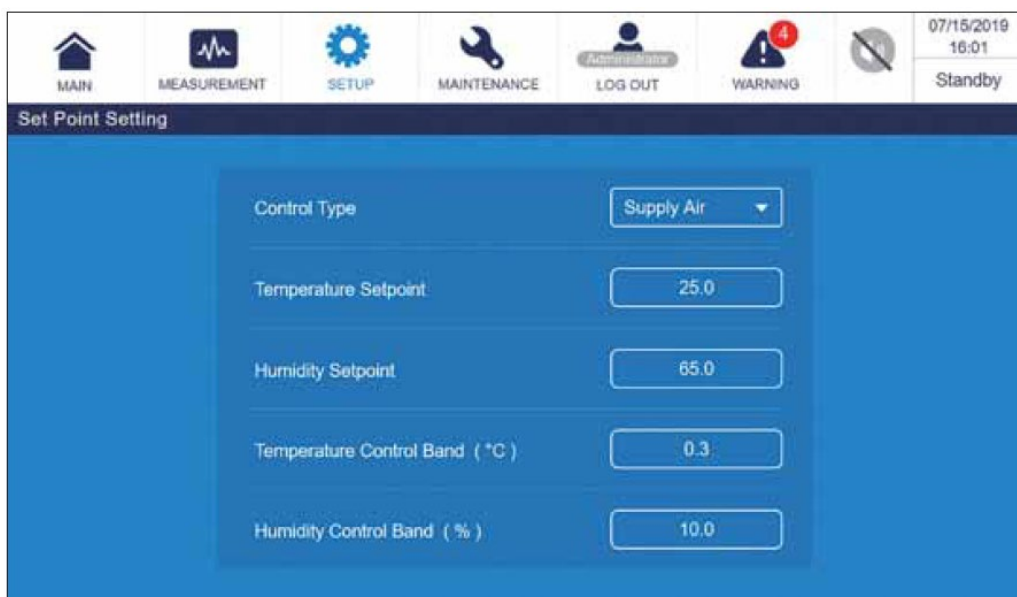 MAIN
MEASUREMENT
SETUP
MAINTENANCE
Administrator
LOG OUT
4
WARNING
07/15/2019
16:01
Standby
Set Point Setting
Control Type Supply Air
Temperature Setpoint 25.0
Humidity Setpoint 65.0
Temperature Control Band ( °C ) 0.3
Humidity Control Band ( % ) 10.0